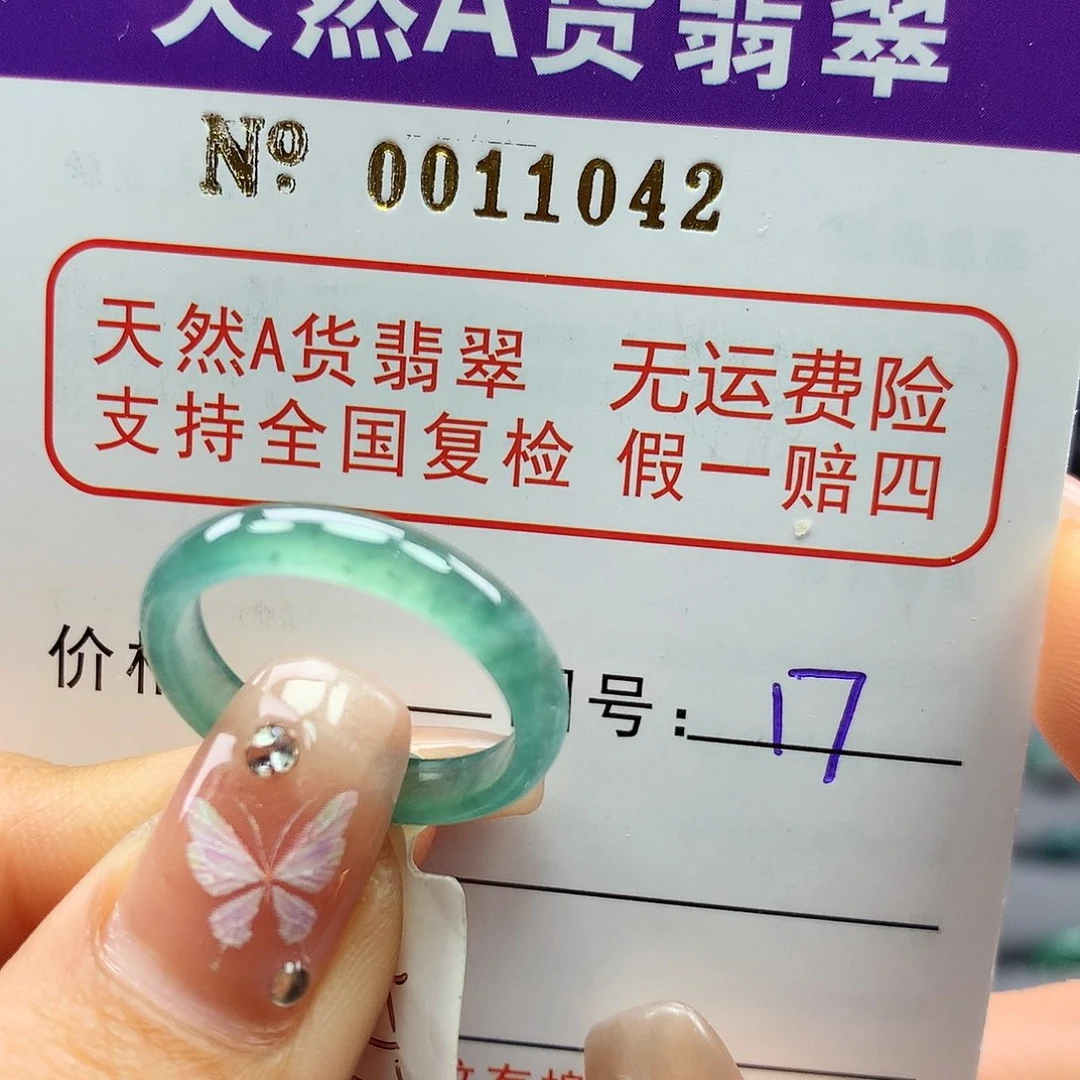 天然A货翡翠
Nº 0011042
天然A货翡翠 无运费险
支持全国复检 假一赔四
价 号: 17